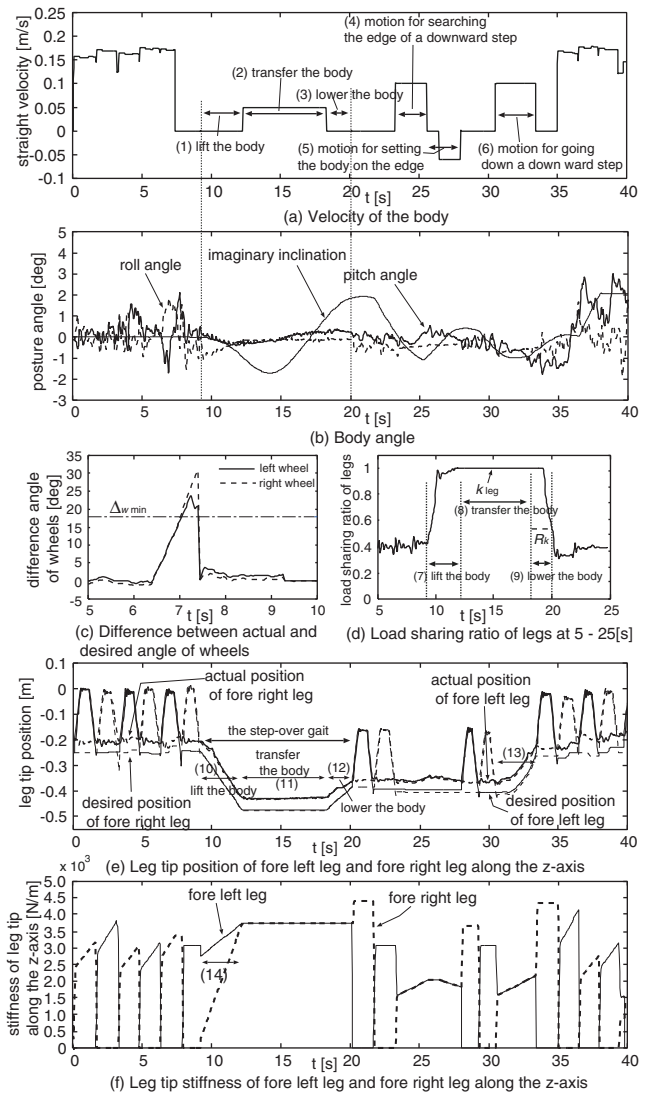 0.25
0.2
0.15
0.1
0.05
0
-0.05
-0.1
straight velocity [m/s]
(4) motion for searching
the edge of a downward step
(2) transfer the body
(3) lower the body
(1) lift the body
(5) motion for setting
the body on the edge
(6) motion for going
down a down ward step
0 5 10 15 20 25 30 35 40
t [s]
(a) Velocity of the body
5
4
3
2
1
0
-1
-2
-3
posture angle [deg]
roll angle
imaginary inclination
pitch angle
0 5 10 15 20 25 30 35 40
t [s]
(b) Body angle
35
30
25
20
15
10
5
0
-5
difference angle
of wheels [deg]
left wheel
right wheel
Δw min
5 6 7 8 9 10
t [s]
(c) Difference between actual and
desired angle of wheels
1
0.8
0.6
0.4
0.2
0
load sharing ratio of legs
k leg
(8) transfer the body
Rk
(7) lift the body
(9) lower the body
5 10 15 20 25
t [s]
(d) Load sharing ratio of legs at 5 - 25[s]
0.1
0
-0.1
-0.2
-0.3
-0.4
-0.5
leg tip position [m]
actual position
of fore right leg
actual position
of fore left leg
the step-over gait
transfer
the body
(10)
(11)
(12)
(13)
lift the body
lower the body
desired position
of fore right leg
desired position
of fore left leg
0 5 10 15 20 25 30 35 40
t [s]
(e) Leg tip position of fore left leg and fore right leg along the z-axis
x 10³
5.0
4.5
4.0
3.5
3.0
2.5
2.0
1.5
1.0
0.5
0
stiffness of leg tip
along the z-axis [N/m]
fore left leg
fore right leg
(14)
0 5 10 15 20 25 30 35 40
t [s]
(f) Leg tip stiffness of fore left leg and fore right leg along the z-axis